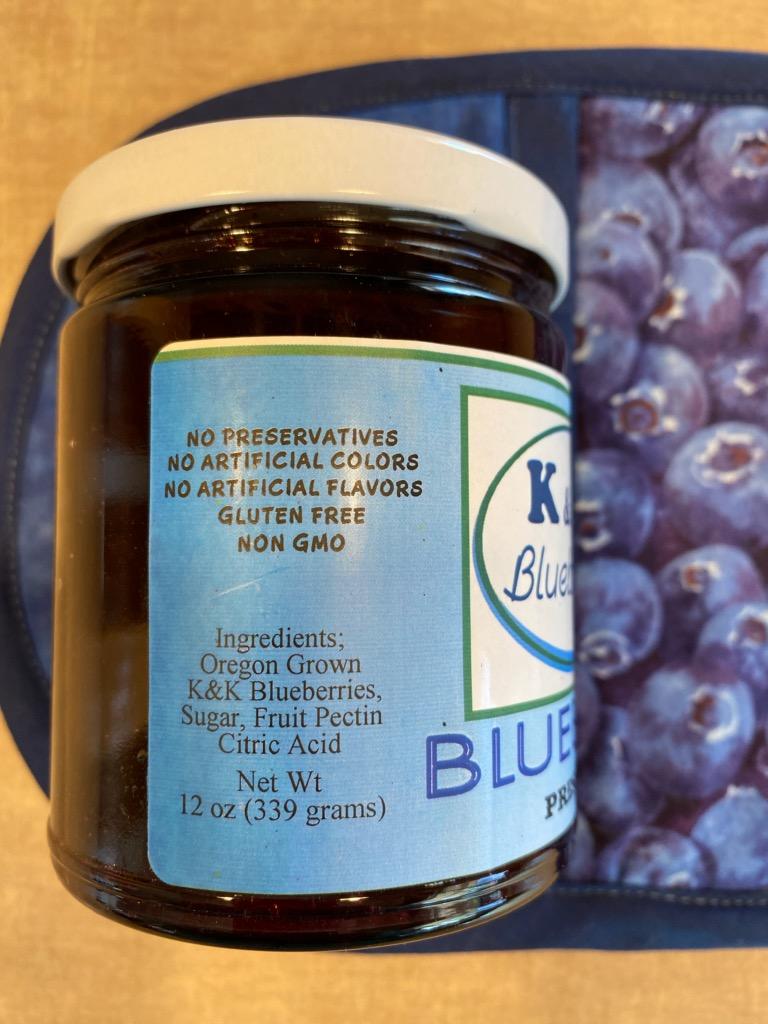 NO PRESERVATIVES
NO ARTIFICIAL COLORS
NO ARTIFICIAL FLAVORS
GLUTEN FREE
NON GMO
Ingredients;
Oregon Grown
K&K Blueberries,
Sugar, Fruit Pectin
Citric Acid
Net Wt
12 oz (339 grams)
K &